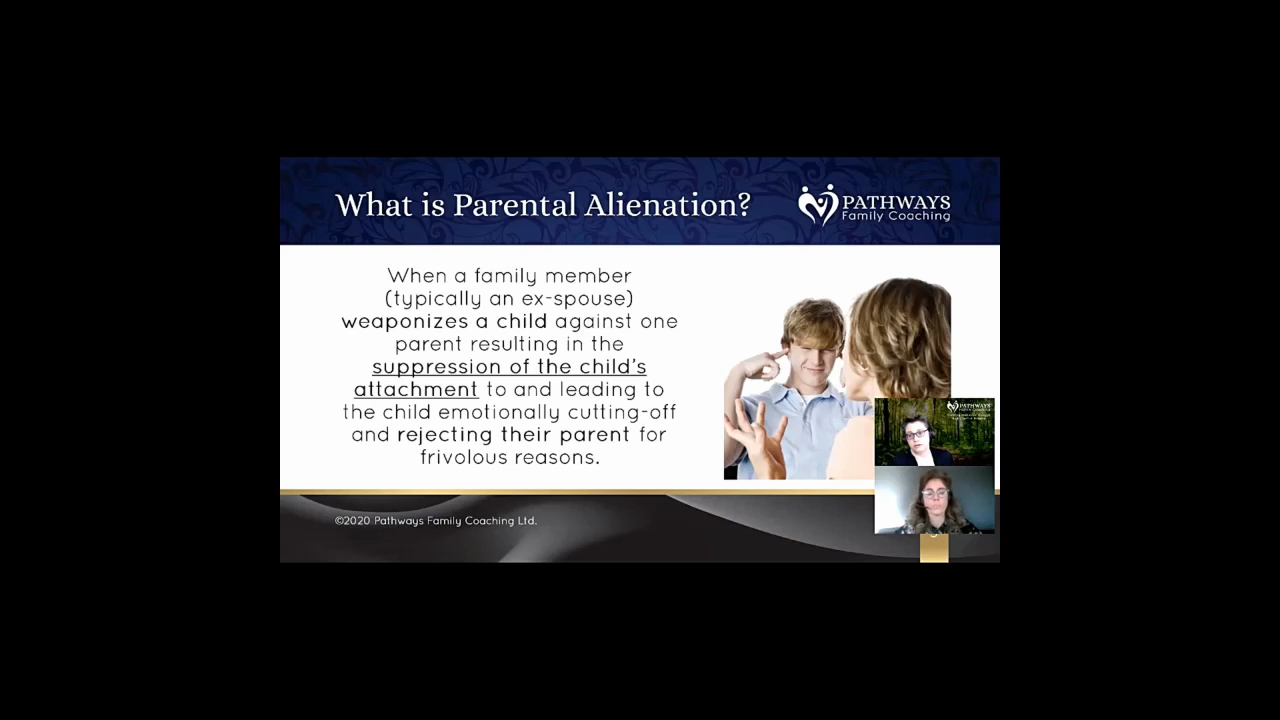 What is Parental Alienation?
PATHWAYS
Family Coaching
When a family member
(typically an ex-spouse)
weaponizes a child against one
parent resulting in the
suppression of the child's
attachment to and leading to
the child emotionally cutting-off
and rejecting their parent for
frivolous reasons.
PATHWAYS
©2020 Pathways Family Coaching Ltd.